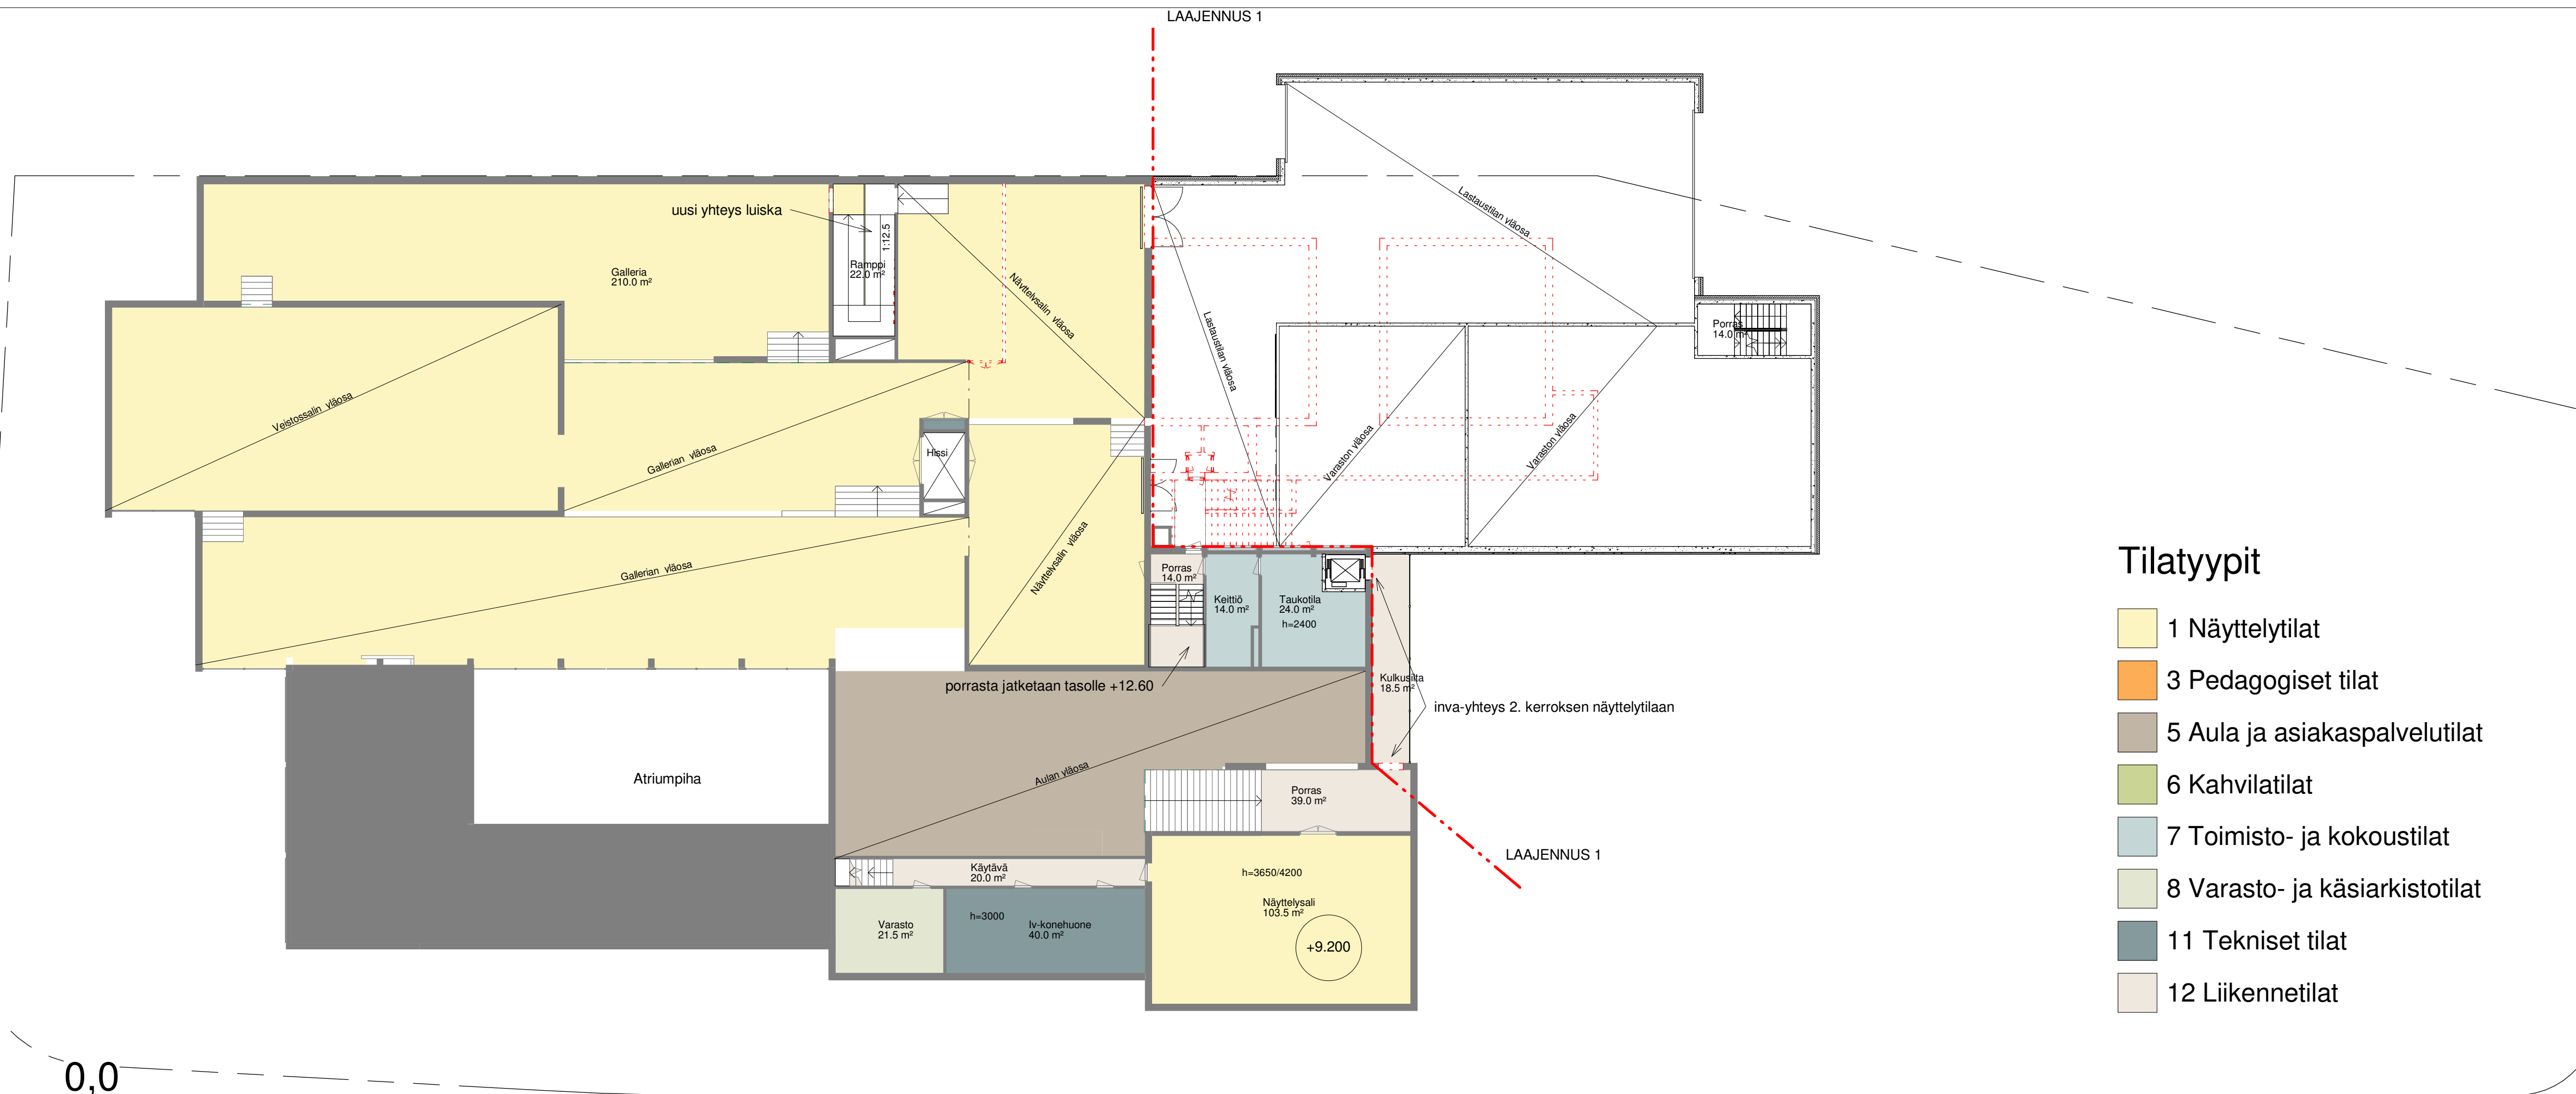 LAAJENNUS 1
uusi yhteys luiska
1:12.5
Ramppi
22.0 m²
Galleria
210.0 m²
Näyttelysalin yläosa
Lastaustilan yläosa
Lastaustilan yläosa
Porras
14.0 m²
Veistossalin yläosa
Gallerian yläosa
Hissi
Varaston yläosa
Varaston yläosa
Gallerian yläosa
Näyttelysalin yläosa
Porras
14.0 m²
Keittiö
14.0 m²
Taukotila
24.0 m²
h=2400
Kulkusilta
18.5 m²
porrasta jatketaan tasolle +12.60
inva-yhteys 2. kerroksen näyttelytilaan
Atriumpiha
Aulan yläosa
Porras
39.0 m²
LAAJENNUS 1
Käytävä
20.0 m²
h=3650/4200
Näyttelysali
103.5 m²
+9.200
Varasto
21.5 m²
h=3000
Iv-konehuone
40.0 m²
0,0
Tilatyypit
1 Näyttelytilat
3 Pedagogiset tilat
5 Aula ja asiakaspalvelutilat
6 Kahvilatilat
7 Toimisto- ja kokoustilat
8 Varasto- ja käsiarkistotilat
11 Tekniset tilat
12 Liikennetilat